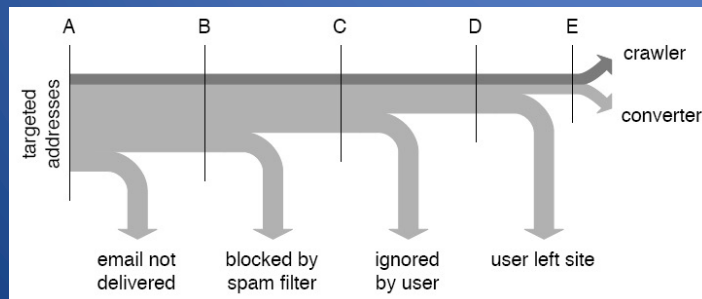 A B C D E
crawler
converter
targeted
addresses
email not
delivered
blocked by
spam filter
ignored
by user
user left site